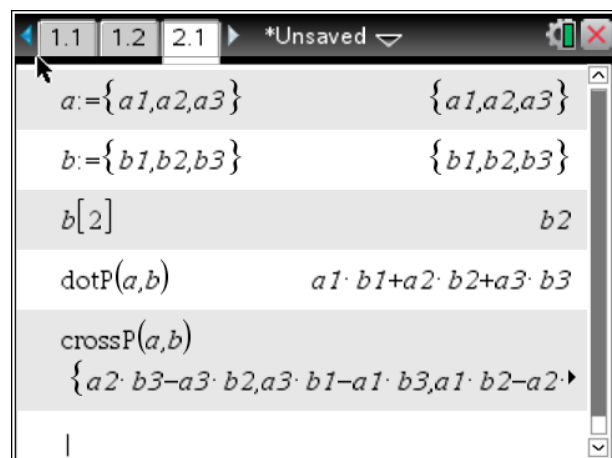 1.1 1.2 2.1 *Unsaved
a:={a1,a2,a3} {a1,a2,a3}
b:={b1,b2,b3} {b1,b2,b3}
b[2] b2
dotP(a,b) a1· b1+a2· b2+a3· b3
crossP(a,b)
{a2· b3−a3· b2,a3· b1−a1· b3,a1· b2−a2·